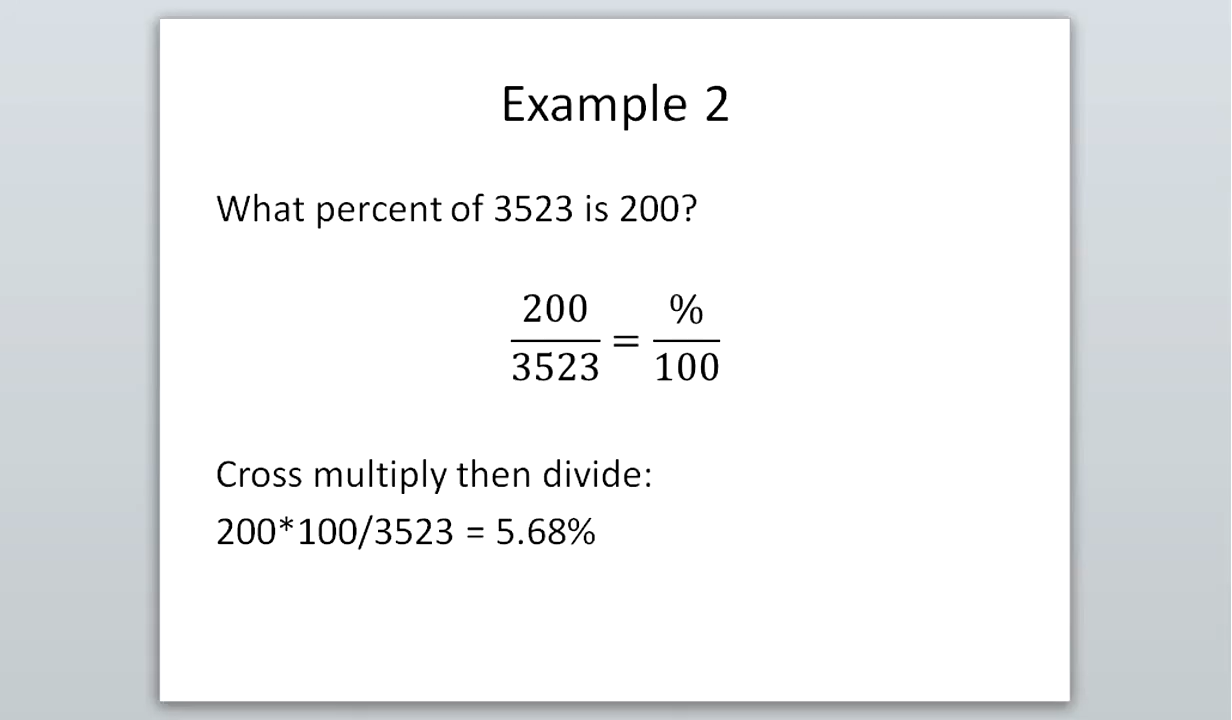 Example 2
What percent of 3523 is 200?
200/3523 = %/100
Cross multiply then divide:
200*100/3523 = 5.68%